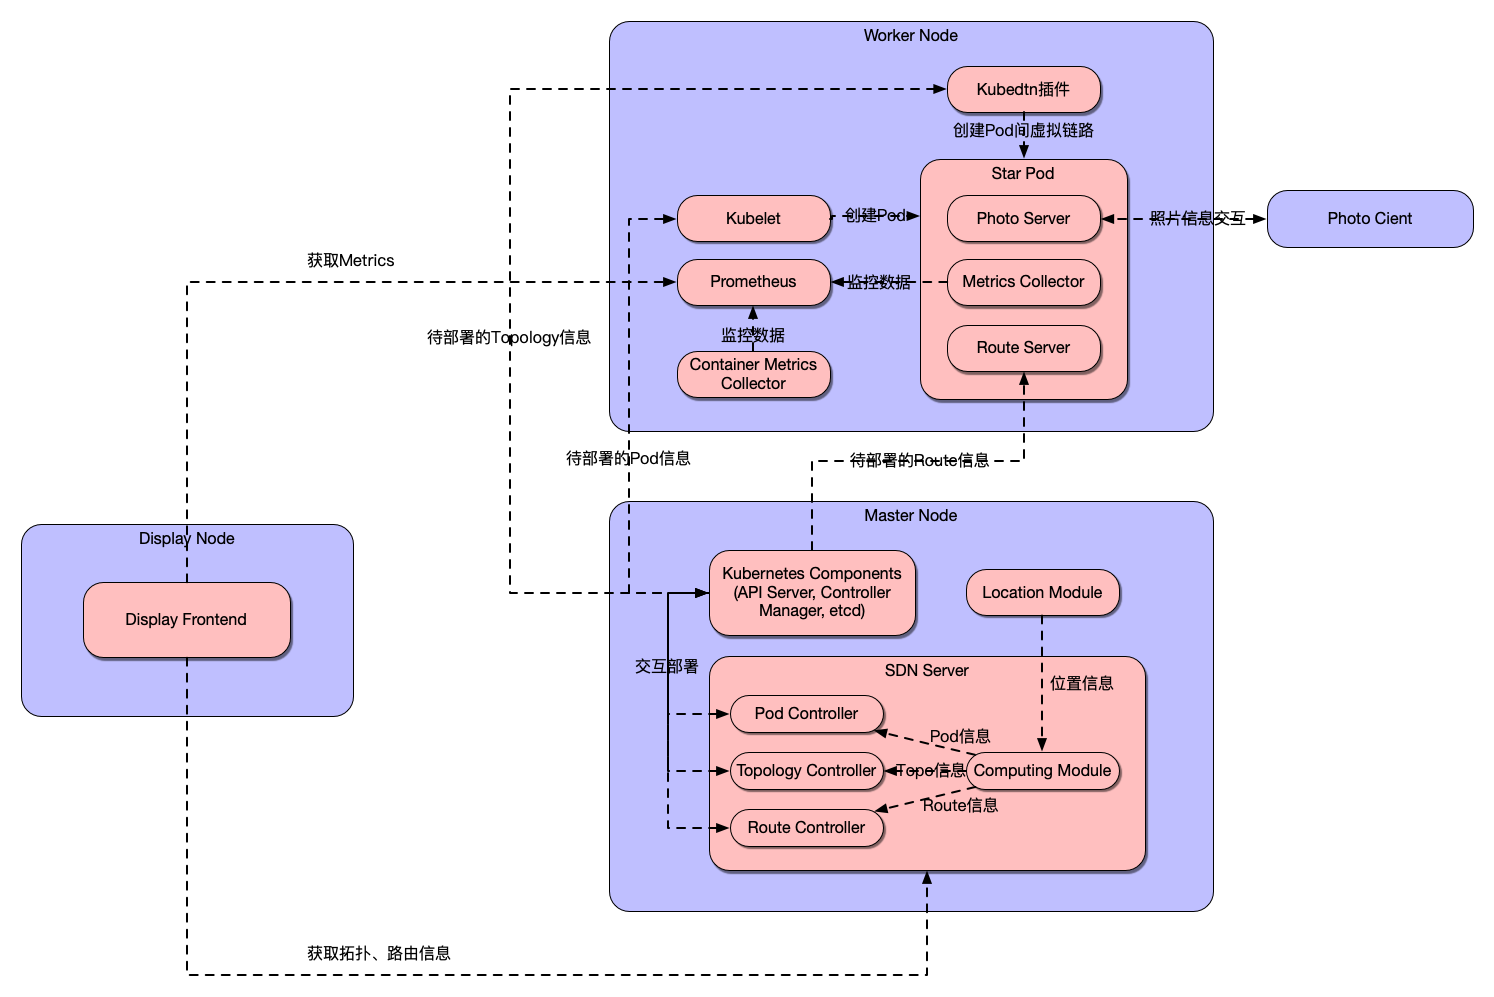 Worker Node
Kubedtn插件
创建Pod间虚拟链路
Star Pod
Kubelet
创建Pod
Photo Server
照片信息交互
Photo Cient
获取Metrics
Prometheus
监控数据
Metrics Collector
待部署的Topology信息
监控数据
Route Server
Container Metrics
Collector
待部署的Pod信息
待部署的Route信息
Master Node
Display Node
Kubernetes Components
(API Server, Controller
Manager, etcd)
Location Module
Display Frontend
交互部署
SDN Server
位置信息
Pod Controller
Pod信息
Topology Controller
Topo信息
Computing Module
Route信息
Route Controller
获取拓扑、路由信息